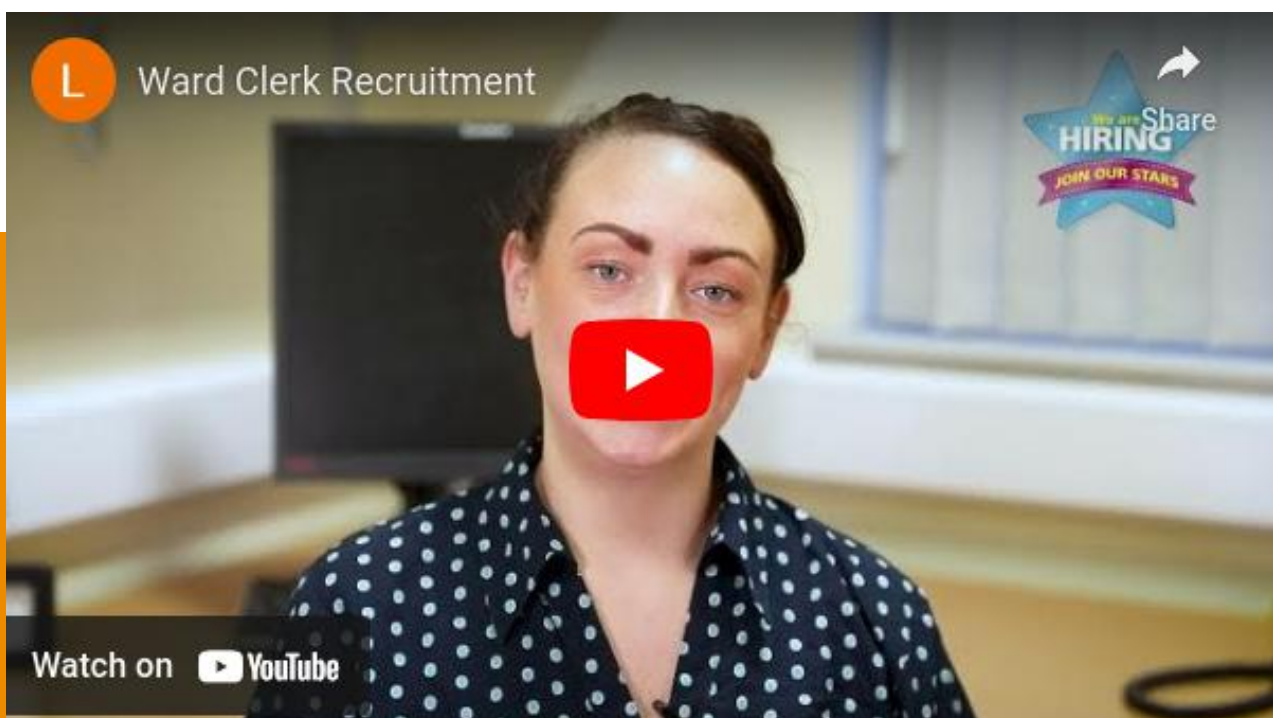 L
Ward Clerk Recruitment
Share
We are
HIRING
JOIN OUR STARS
Watch on YouTube